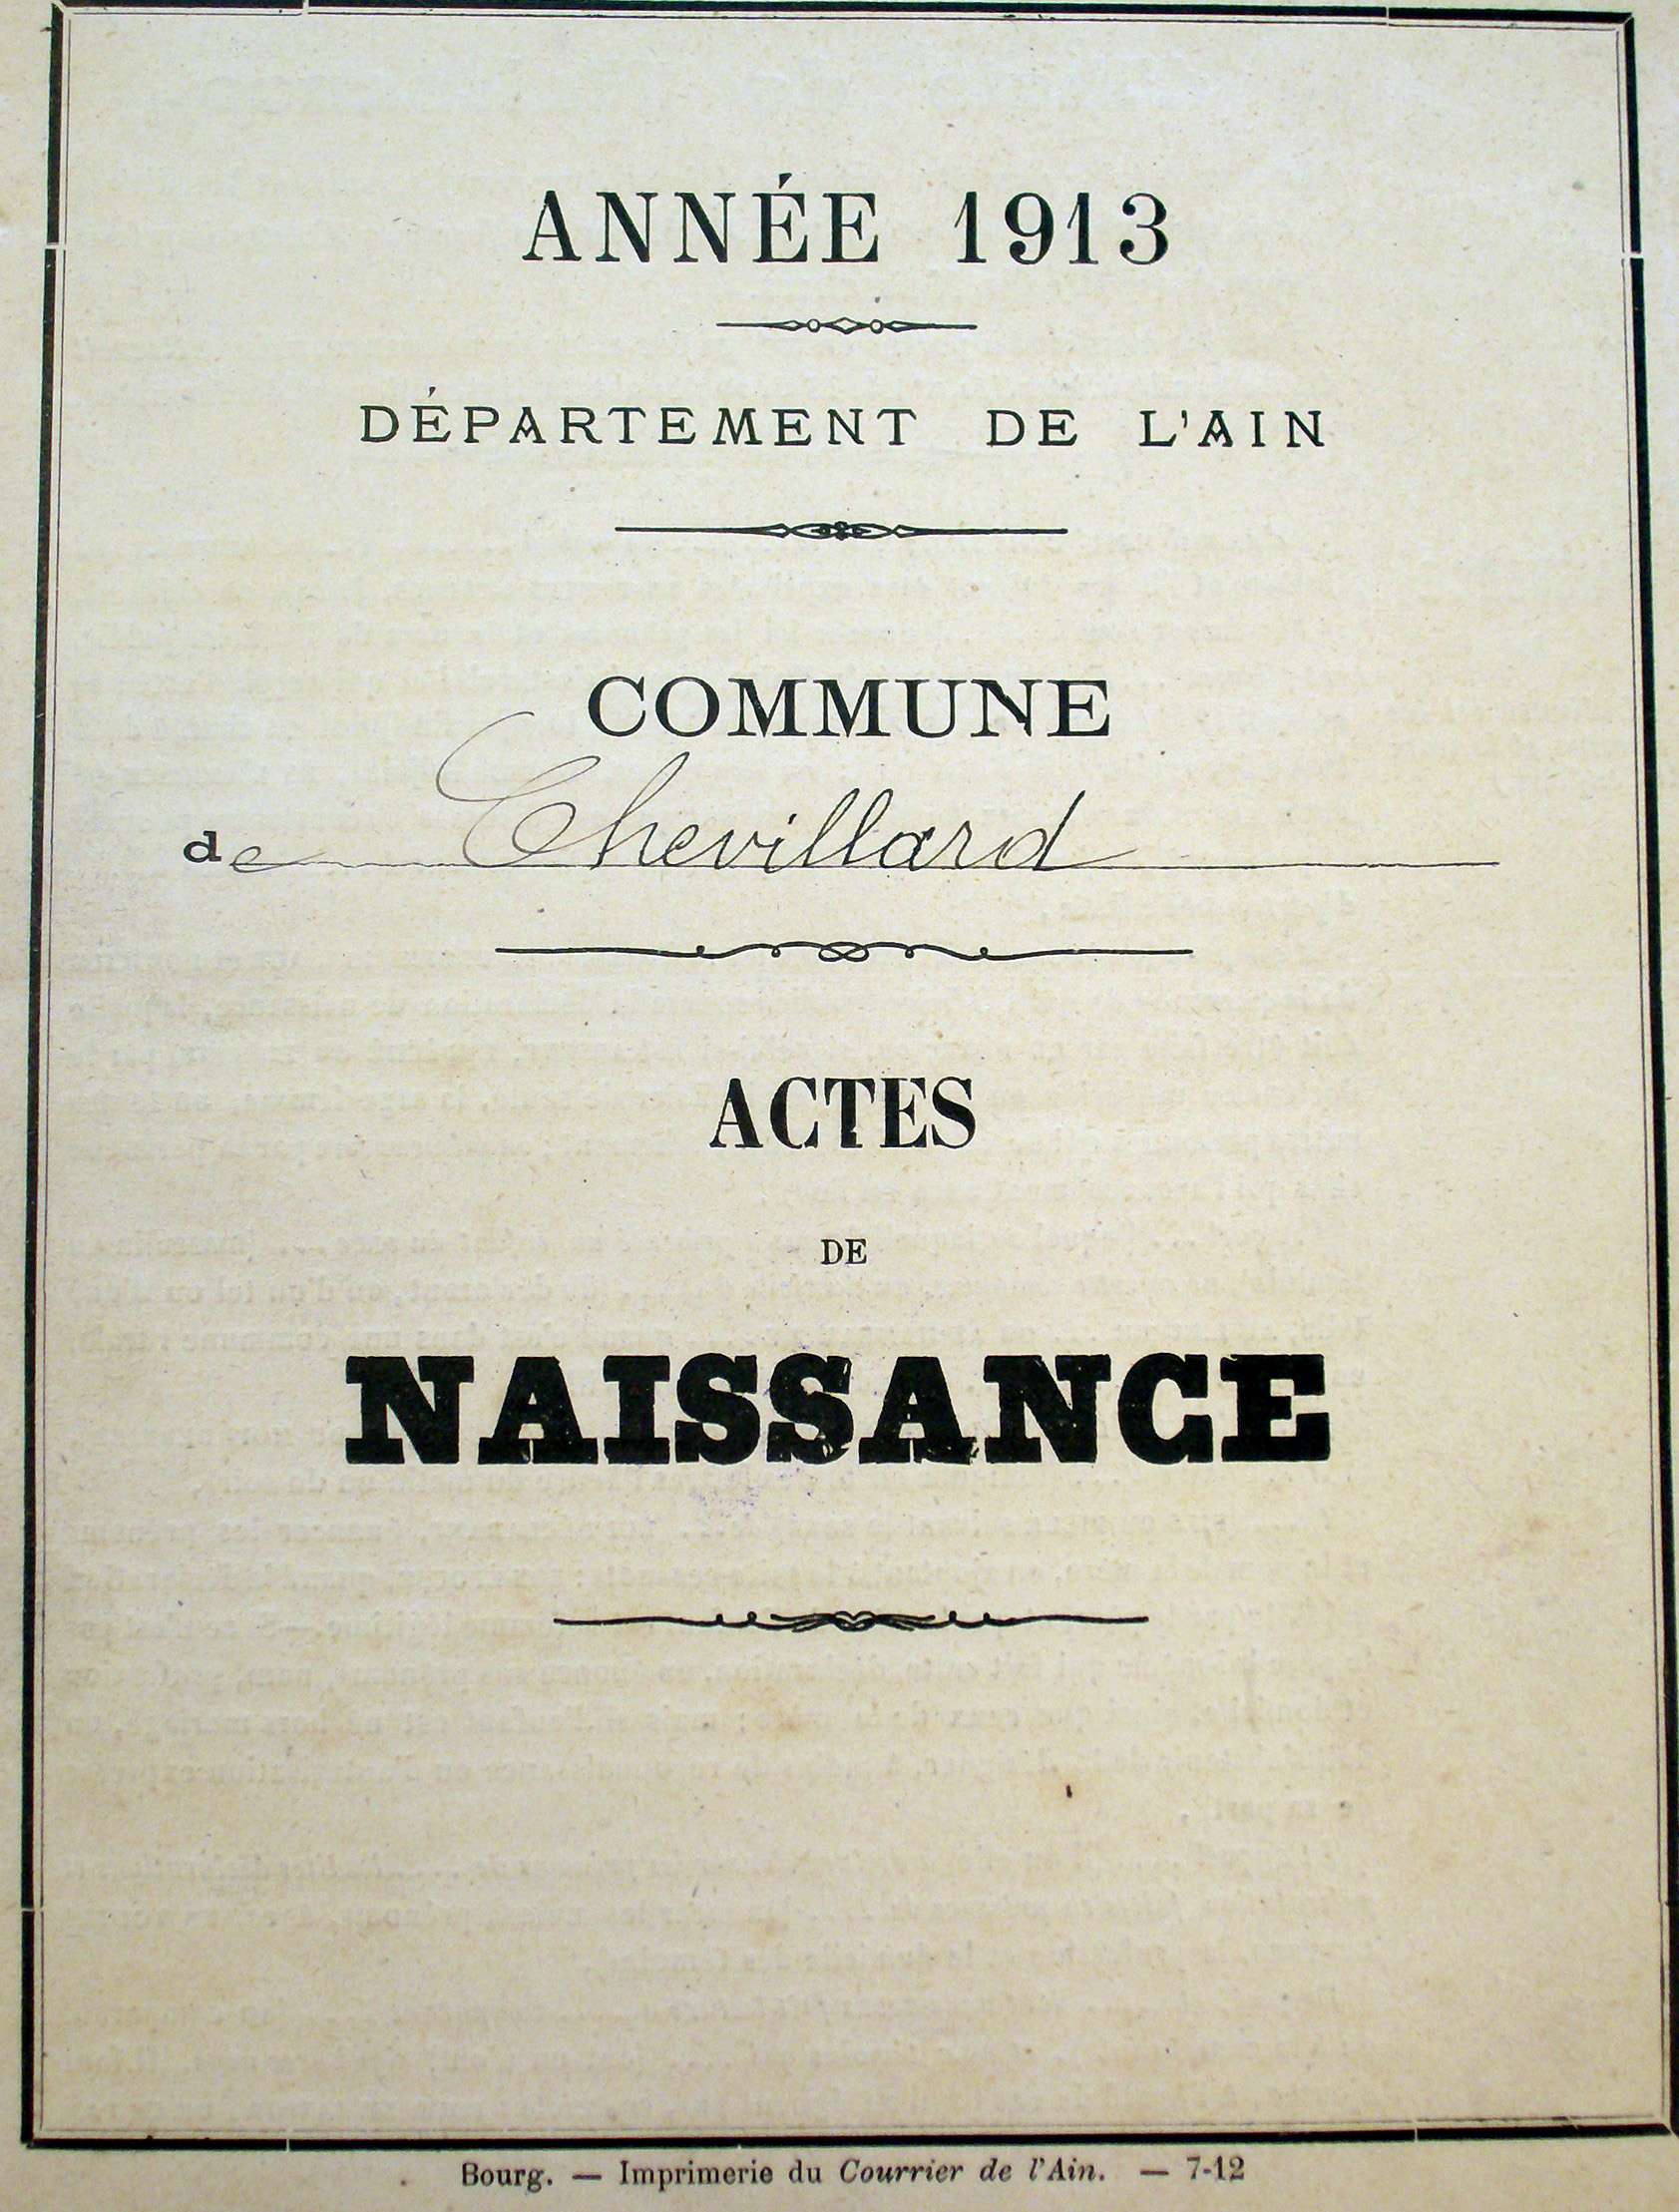 ANNÉE 1913
DÉPARTEMENT DE L'AIN
COMMUNE
de Chevillard
ACTES
DE
NAISSANCE
Bourg. — Imprimerie du Courrier de l'Ain. — 7-12